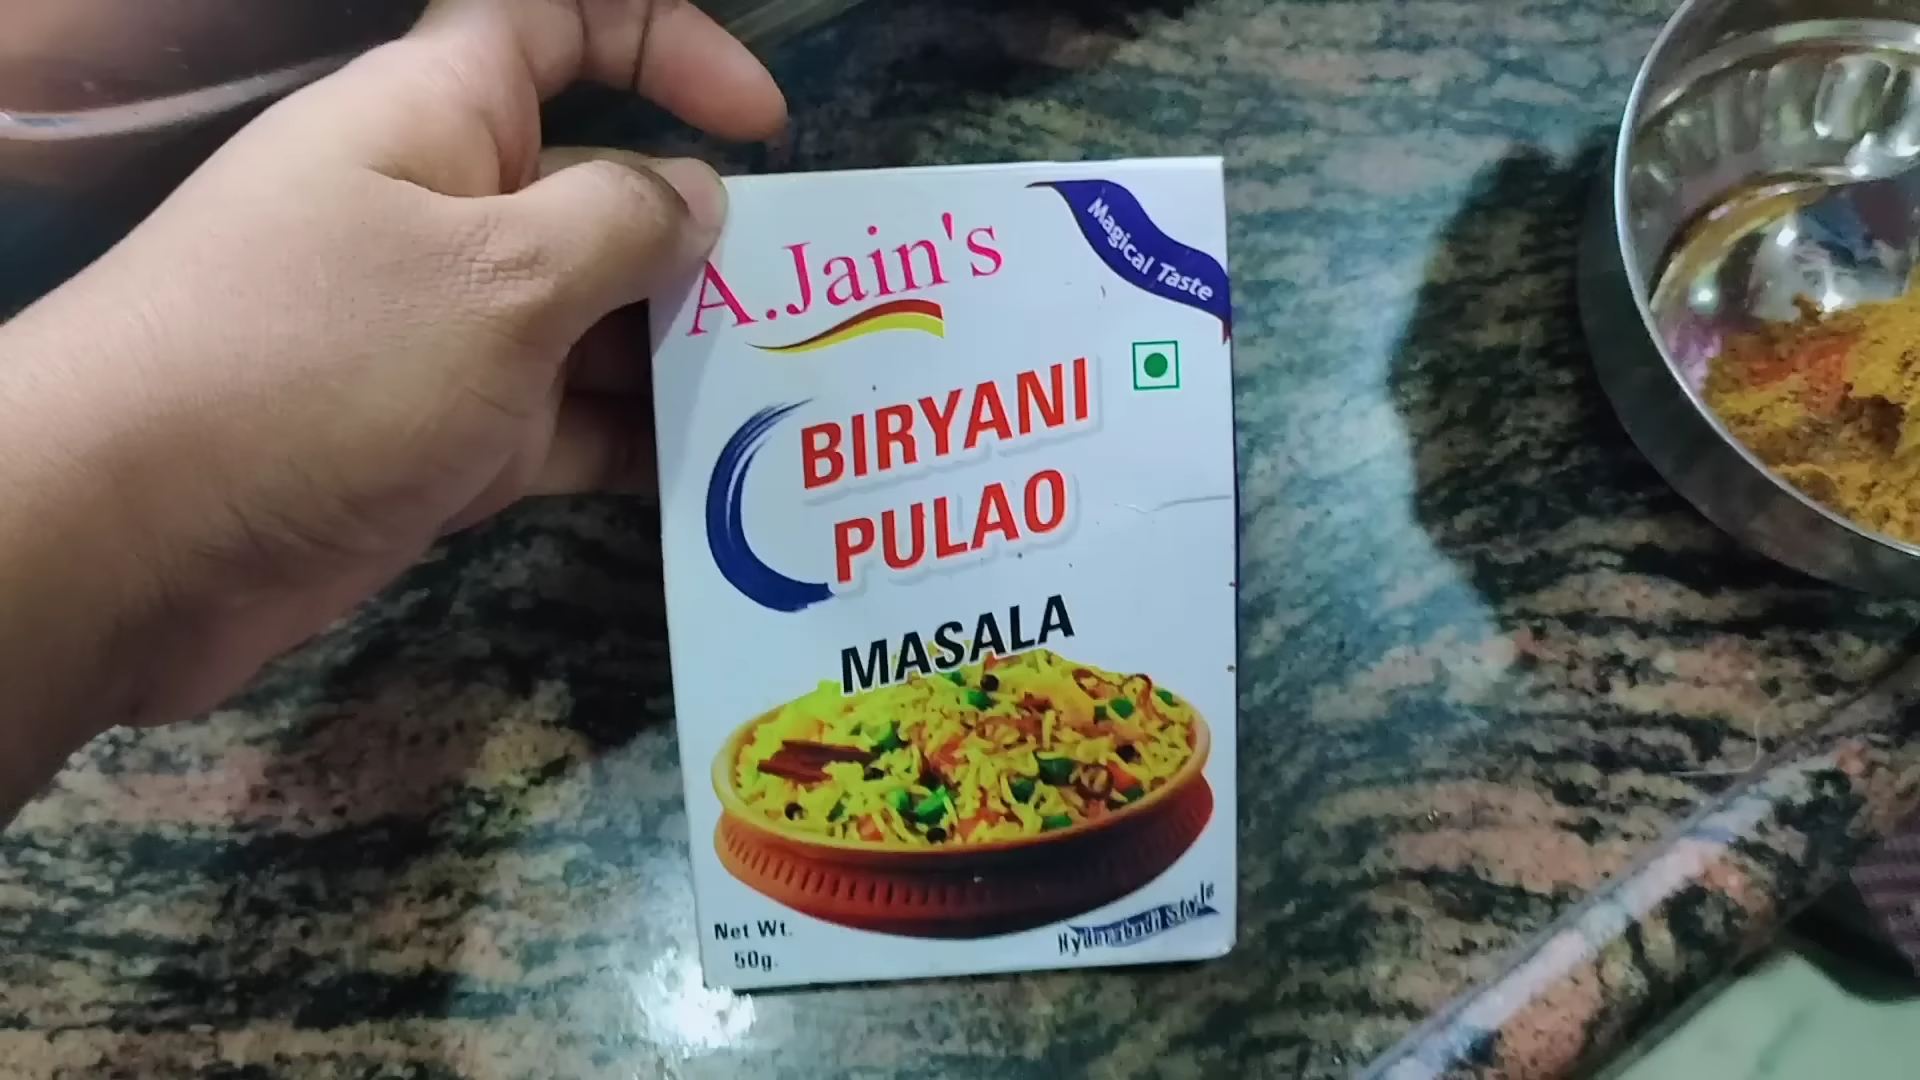 A.Jain's
Magical Taste
BIRYANI
PULAO
MASALA
Net Wt.
50g.
Hyderabadi Style